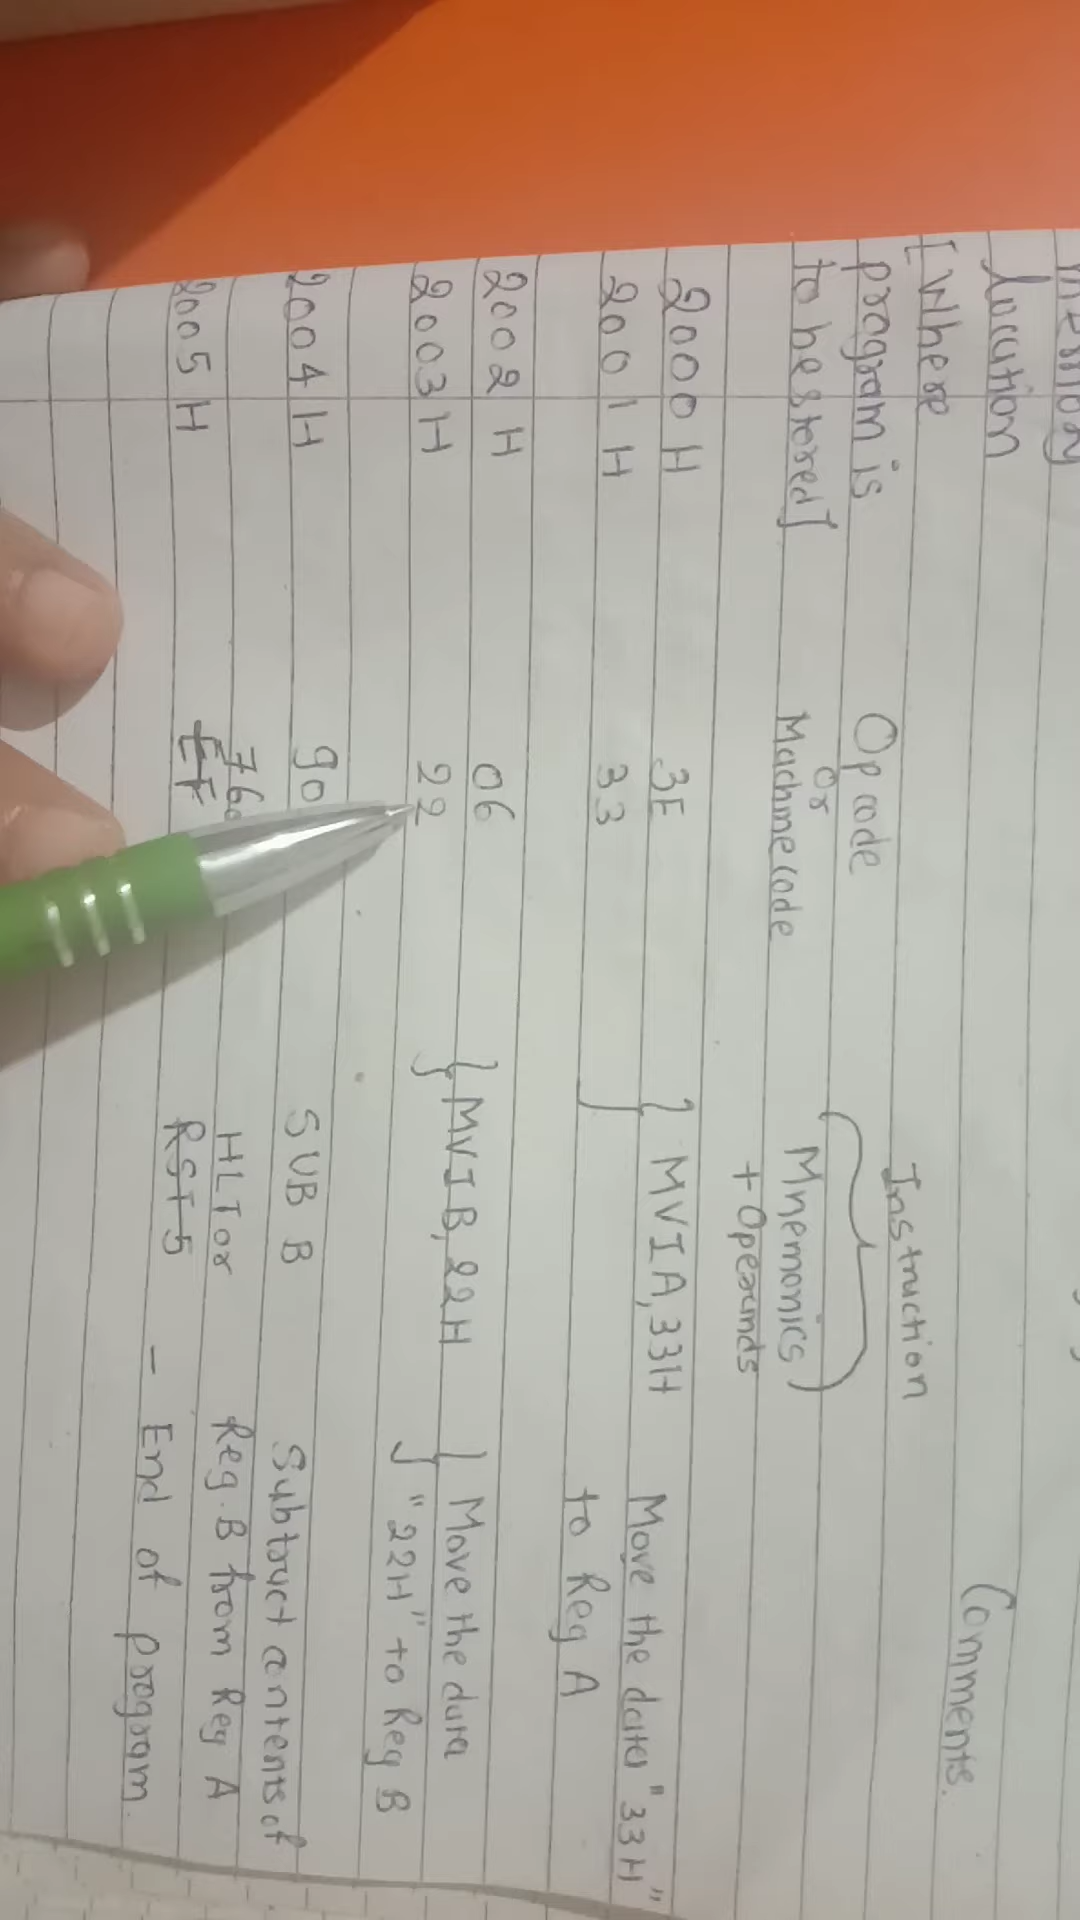 Location
[Where
program is
to be stored]
Opcode
or
Machine code
Instruction
Mnemonics
+ Operands
Comments.
2000 H 3E } MVI A, 33H Move the data "33H"
2001 H 33 to Reg A
2002 H 06 } MVI B, 22H } Move the data
2003 H 22 "22H" to Reg B
2004 H 90 SUB B Subtract contents of
76 HLT or Reg. B from Reg A
2005 H EF RST 5 – End of program.